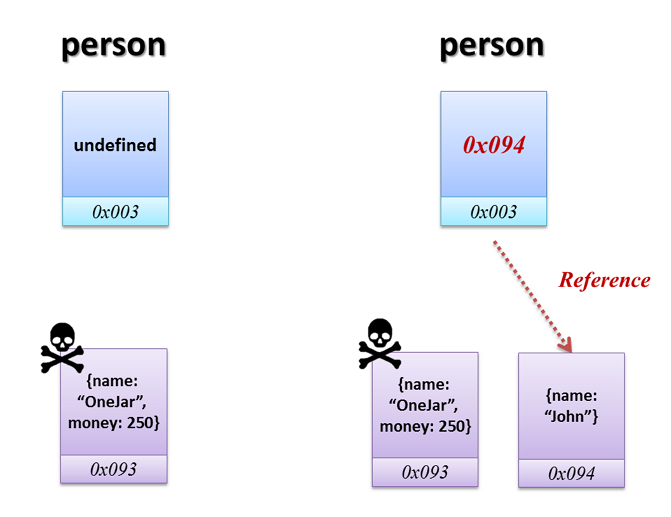 person
undefined
0x003
{name:
“OneJar”,
money: 250}
0x093
person
0x094
0x003
Reference
{name:
“OneJar”,
money: 250}
0x093
{name:
“John”}
0x094